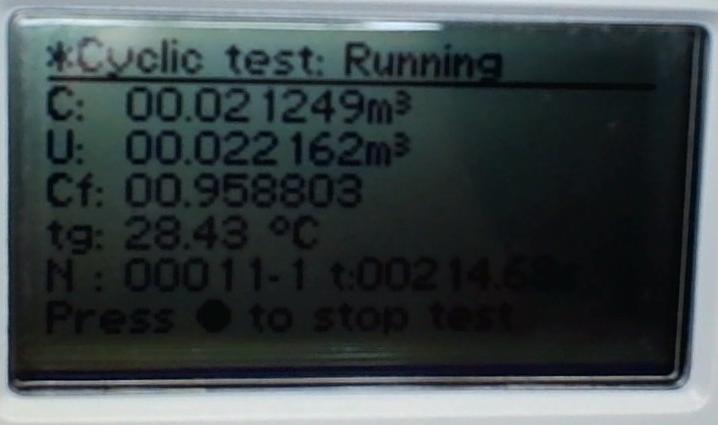 *Cyclic test: Running
C: 00.021249m³
U: 00.022162m³
Cf: 00.958803
tg: 28.43 °C
N : 00011-1
Press ● to stop test